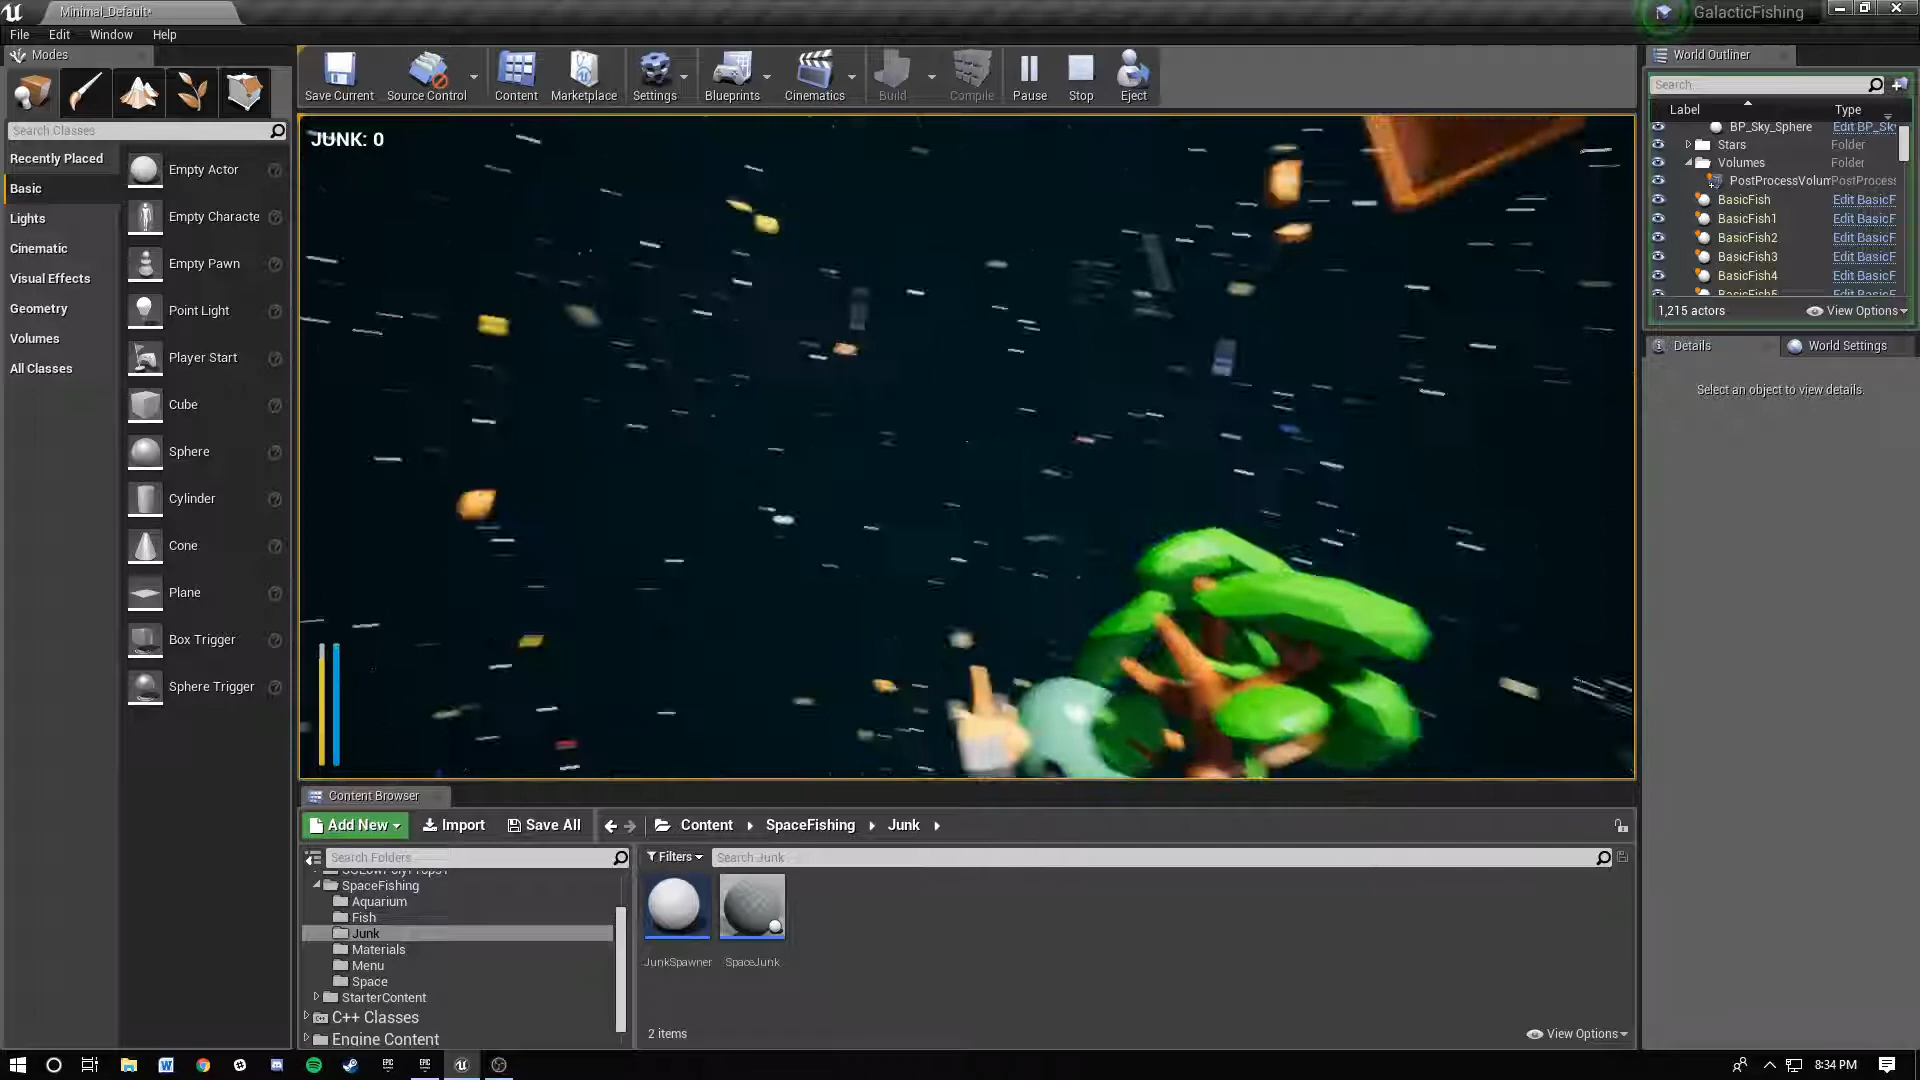 Minimal_Default*
GalacticFishing
File Edit Window Help
Modes
Search Classes
Recently Placed
Basic
Lights
Cinematic
Visual Effects
Geometry
Volumes
All Classes
Empty Actor
Empty Characte
Empty Pawn
Point Light
Player Start
Cube
Sphere
Cylinder
Cone
Plane
Box Trigger
Sphere Trigger
Save Current
Source Control
Content
Marketplace
Settings
Blueprints
Cinematics
Build
Compile
Pause
Stop
Eject
JUNK: 0
World Outliner
Search...
Label Type
BP_Sky_Sphere Edit BP_Sk
Stars Folder
Volumes Folder
PostProcessVolum PostProcess
BasicFish Edit BasicF
BasicFish1 Edit BasicF
BasicFish2 Edit BasicF
BasicFish3 Edit BasicF
BasicFish4 Edit BasicF
1,215 actors View Options
Details World Settings
Select an object to view details.
Content Browser
Add New Import Save All Content SpaceFishing Junk
Search Folders
Filters Search Junk
SpaceFishing
Aquarium
Fish
Junk
Materials
Menu
Space
StarterContent
C++ Classes
Engine Content
JunkSpawner SpaceJunk
2 items View Options
8:34 PM